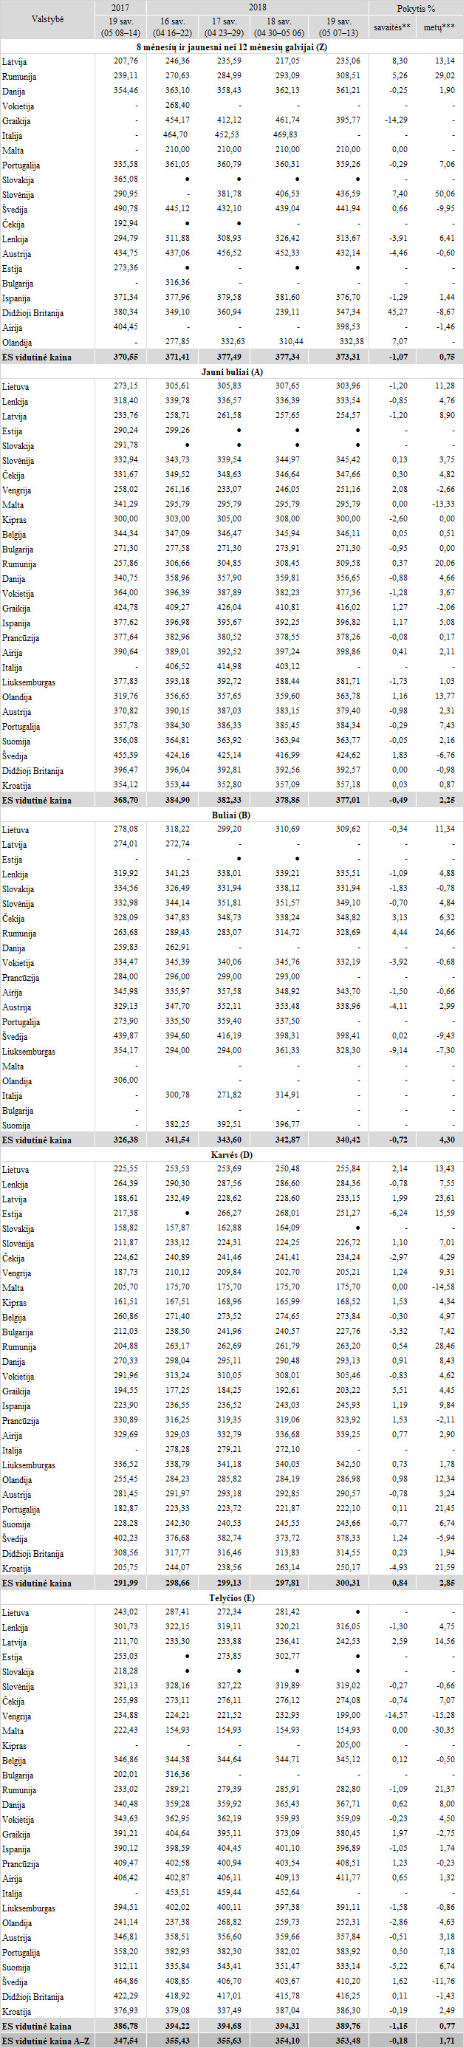 Valstybė 2017 2018 Pokytis %
19 sav. (05 08–14) 16 sav. (04 16–22) 17 sav. (04 23–29) 18 sav. (04 30–05 06) 19 sav. (05 07–13) savaitės** metų***
8 mėnesių ir jaunesni nei 12 mėnesių galvijai (Z)
Latvija 207,76 246,36 235,59 217,05 235,06 8,30 13,14
Rumunija 239,11 270,63 284,99 293,09 308,51 5,26 29,02
Danija 354,46 363,10 358,43 362,13 361,21 -0,25 1,90
Vokietija - 268,40 - - - - -
Graikija - 454,17 412,12 461,74 395,77 -14,29 -
Italija - 464,70 452,53 469,83 - - -
Malta - 210,00 210,00 210,00 210,00 0,00 -
Portugalija 335,58 361,05 360,79 360,31 359,26 -0,29 7,06
Slovakija 365,08 ● ● ● ● - -
Slovėnija 290,95 - 381,78 406,53 436,59 7,40 50,06
Švedija 490,78 445,12 432,10 439,04 441,94 0,66 -9,95
Čekija 192,94 ● ● - - - -
Lenkija 294,79 311,88 308,93 326,42 313,67 -3,91 6,41
Austrija 434,75 437,06 456,52 452,33 432,14 -4,46 -0,60
Estija 273,36 ● - ● ● - -
Bulgarija - 316,36 - - - - -
Ispanija 371,34 377,96 379,58 381,60 376,70 -1,29 1,44
Didžioji Britanija 380,34 349,10 360,94 239,11 347,34 45,27 -8,67
Airija 404,45 - - - 398,53 - -1,46
Olandija - 277,85 332,63 310,44 332,38 7,07 -
ES vidutinė kaina 370,55 371,41 377,49 377,34 373,31 -1,07 0,75
Jauni buliai (A)
Lietuva 273,15 305,61 305,83 307,65 303,96 -1,20 11,28
Lenkija 318,40 339,78 336,57 336,39 333,54 -0,85 4,76
Latvija 233,76 258,71 261,58 257,65 254,57 -1,20 8,90
Estija 290,24 299,26 ● ● ● - -
Slovakija 291,78 ● ● ● ● - -
Slovėnija 332,94 343,73 339,54 344,97 345,42 0,13 3,75
Čekija 331,67 349,52 348,63 346,64 347,66 0,30 4,82
Vengrija 258,02 261,16 233,07 246,05 251,16 2,08 -2,66
Malta 341,29 295,79 295,79 295,79 295,79 0,00 -13,33
Kipras 300,00 303,00 305,00 308,00 300,00 -2,60 0,00
Belgija 344,34 347,09 346,47 345,94 346,11 0,05 0,51
Bulgarija 271,30 277,58 271,30 273,91 271,30 -0,95 0,00
Rumunija 257,86 306,66 304,85 308,45 309,58 0,37 20,06
Danija 340,75 358,96 357,90 359,81 356,65 -0,88 4,66
Vokietija 364,00 396,39 387,89 382,23 377,36 -1,28 3,67
Graikija 424,78 409,27 426,04 410,81 416,02 1,27 -2,06
Ispanija 377,62 396,98 395,67 392,25 396,82 1,17 5,08
Prancūzija 377,64 382,96 380,52 378,55 378,26 -0,08 0,17
Airija 390,64 389,01 392,52 397,24 398,86 0,41 2,11
Italija - 406,52 414,98 403,12 - - -
Liuksemburgas 377,83 393,18 392,72 388,44 381,71 -1,73 1,03
Olandija 319,76 356,65 357,65 359,60 363,78 1,16 13,77
Austrija 370,82 390,15 387,03 383,15 379,40 -0,98 2,31
Portugalija 357,78 384,30 386,33 385,45 384,34 -0,29 7,43
Suomija 356,08 364,81 363,92 363,94 363,77 -0,05 2,16
Švedija 455,39 424,16 425,14 416,99 424,62 1,83 -6,76
Didžioji Britanija 396,47 396,04 392,81 392,56 392,57 0,00 -0,98
Kroatija 354,12 353,44 352,80 357,09 357,18 0,03 0,87
ES vidutinė kaina 368,70 384,90 382,33 378,85 377,01 -0,49 2,25
Buliai (B)
Lietuva 278,08 318,22 299,20 310,69 309,62 -0,34 11,34
Latvija 274,01 272,74 - - - - -
Estija - - ● ● - - -
Lenkija 319,92 341,23 338,01 339,21 335,51 -1,09 4,88
Slovakija 334,56 326,49 331,94 338,12 331,94 -1,83 -0,78
Slovėnija 332,98 344,14 351,81 351,57 349,10 -0,70 4,84
Čekija 328,09 347,83 348,73 338,24 348,82 3,13 6,32
Rumunija 263,68 289,43 283,07 314,72 328,69 4,44 24,66
Danija 259,83 262,91 - - - - -
Vokietija 334,47 345,39 340,06 345,76 332,19 -3,92 -0,68
Prancūzija 284,00 296,00 299,00 293,00 - - -
Airija 345,98 335,97 357,58 348,92 343,70 -1,50 -0,66
Austrija 329,13 347,70 352,11 353,48 338,96 -4,11 2,99
Portugalija 273,90 335,50 359,40 337,50 - - -
Švedija 439,87 394,60 416,19 398,31 398,41 0,02 -9,43
Liuksemburgas 354,17 294,00 294,00 361,33 328,30 -9,14 -7,30
Malta - - - - - - -
Olandija 306,00 - - - - - -
Italija - 300,78 271,82 314,91 - - -
Bulgarija - - - - - - -
Suomija - 382,25 392,51 396,77 - - -
ES vidutinė kaina 326,38 341,54 343,60 342,87 340,42 -0,72 4,30
Karvės (D)
Lietuva 225,55 253,53 253,69 250,48 255,84 2,14 13,43
Lenkija 264,39 290,30 287,56 286,60 284,36 -0,78 7,55
Latvija 188,61 232,49 228,62 228,60 233,15 1,99 23,61
Estija 217,38 ● 266,27 268,01 251,27 -6,24 15,59
Slovakija 158,82 157,87 162,88 164,09 ● - -
Slovėnija 211,87 233,12 224,31 224,25 226,72 1,10 7,01
Čekija 224,62 240,89 241,46 241,41 234,24 -2,97 4,29
Vengrija 187,73 210,12 209,84 202,70 205,21 1,24 9,31
Malta 205,70 175,70 175,70 175,70 175,70 0,00 -14,58
Kipras 161,51 167,51 168,96 165,99 168,52 1,53 4,34
Belgija 260,86 271,40 273,52 274,65 273,84 -0,30 4,97
Bulgarija 212,03 238,50 241,96 240,57 227,76 -5,32 7,42
Rumunija 204,88 263,17 262,69 261,79 263,20 0,54 28,46
Danija 270,33 298,04 295,11 290,48 293,13 0,91 8,43
Vokietija 291,96 313,24 310,05 308,01 305,46 -0,83 4,62
Graikija 194,55 177,25 184,25 192,61 203,22 5,51 4,45
Ispanija 223,90 236,55 236,52 243,03 245,93 1,19 9,84
Prancūzija 330,89 316,25 319,35 319,06 323,92 1,53 -2,11
Airija 329,69 329,03 332,79 336,68 339,25 0,77 2,90
Italija - 278,28 279,21 272,10 - - -
Liuksemburgas 336,52 338,79 341,18 340,03 342,50 0,73 1,78
Olandija 255,45 284,23 285,82 284,19 286,98 0,98 12,34
Austrija 281,45 291,97 293,18 292,85 290,57 -0,78 3,24
Portugalija 182,87 223,33 223,72 221,87 222,10 0,11 21,45
Suomija 228,28 242,30 240,53 245,55 243,66 -0,77 6,74
Švedija 402,23 376,68 382,74 373,72 378,33 1,24 -5,94
Didžioji Britanija 308,56 317,77 316,46 313,83 314,55 0,23 1,94
Kroatija 205,75 244,07 238,56 263,14 250,17 -4,93 21,59
ES vidutinė kaina 291,99 298,66 299,13 297,81 300,31 0,84 2,85
Telyčios (E)
Lietuva 243,02 287,41 272,34 281,42 ● - -
Lenkija 301,73 322,15 319,11 320,21 316,05 -1,30 4,75
Latvija 211,70 233,30 233,88 236,41 242,53 2,59 14,56
Estija 253,03 ● 273,85 302,77 ● - -
Slovakija 218,28 ● ● ● ● - -
Slovėnija 321,13 328,16 327,22 319,89 319,02 -0,27 -0,66
Čekija 255,98 273,11 276,11 276,12 274,08 -0,74 7,07
Vengrija 234,88 224,21 221,52 232,93 199,00 -14,57 -15,28
Malta 222,43 154,93 154,93 154,93 154,93 0,00 -30,35
Kipras - - - - 205,00 - -
Belgija 346,86 344,38 344,64 344,71 345,12 0,12 -0,50
Bulgarija 202,01 316,36 - - - - -
Rumunija 233,02 289,21 279,39 285,91 282,80 -1,09 21,37
Danija 340,48 359,28 359,92 365,43 367,71 0,62 8,00
Vokietija 343,63 362,95 362,19 359,93 359,09 -0,23 4,50
Graikija 391,21 404,64 395,11 373,09 380,45 1,97 -2,75
Ispanija 390,12 398,59 404,45 401,10 396,89 -1,05 1,74
Prancūzija 409,47 402,58 400,94 403,54 408,51 1,23 -0,23
Airija 406,42 402,87 406,11 409,13 411,77 0,65 1,32
Italija - 453,51 459,44 452,64 - - -
Liuksemburgas 394,51 402,02 400,11 397,38 391,11 -1,58 -0,86
Olandija 241,14 237,38 268,82 259,73 252,31 -2,86 4,63
Austrija 346,81 358,51 356,60 359,66 357,84 -0,51 3,18
Portugalija 358,20 382,93 382,30 382,02 383,92 0,50 7,18
Suomija 312,11 335,84 343,41 351,47 333,14 -5,22 6,74
Švedija 464,86 408,85 406,70 403,67 410,20 1,62 -11,76
Didžioji Britanija 422,29 418,92 417,01 415,78 416,25 0,11 -1,43
Kroatija 376,93 379,08 337,49 387,04 386,30 -0,19 2,49
ES vidutinė kaina 386,78 394,22 394,68 394,31 389,76 -1,15 0,77
ES vidutinė kaina A–Z 347,54 355,43 355,63 354,10 353,48 -0,18 1,71